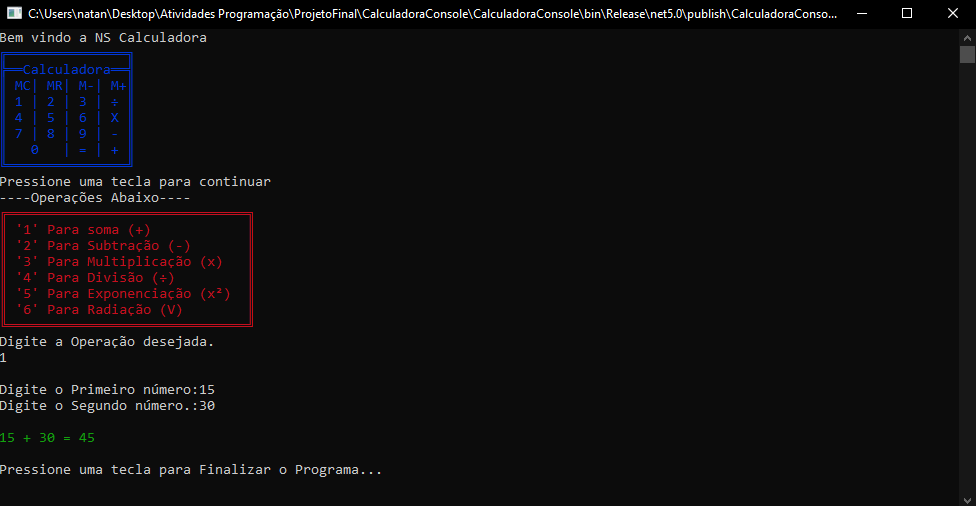 C:\Users\natan\Desktop\Atividades Programação\ProjetoFinal\CalculadoraConsole\CalculadoraConsole\bin\Release\net5.0\publish\CalculadoraConso...
Bem vindo a NS Calculadora
══Calculadora══
MC| MR| M-| M+
1 | 2 | 3 | ÷
4 | 5 | 6 | X
7 | 8 | 9 | -
0 | = | +
Pressione uma tecla para continuar
----Operações Abaixo----
'1' Para soma (+)
'2' Para Subtração (-)
'3' Para Multiplicação (x)
'4' Para Divisão (÷)
'5' Para Exponenciação (x²)
'6' Para Radiação (V)
Digite a Operação desejada.
1
Digite o Primeiro número:15
Digite o Segundo número.:30
15 + 30 = 45
Pressione uma tecla para Finalizar o Programa...